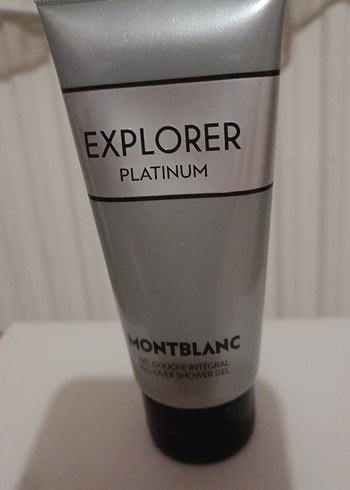 EXPLORER
PLATINUM
MONTBLANC
GEL DOUCHE INTÉGRAL
ALL-OVER SHOWER GEL